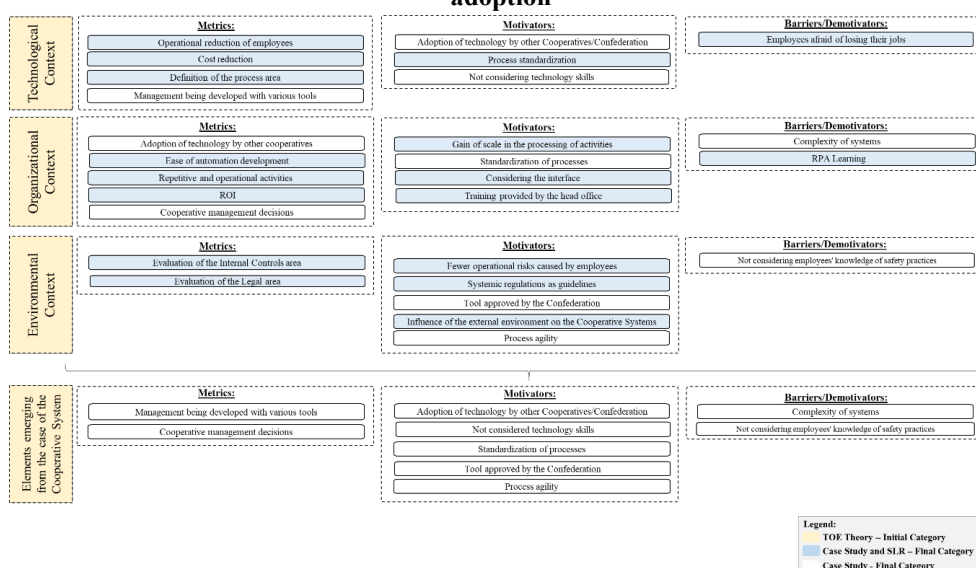 adoption
Technological
Context
Metrics:
Operational reduction of employees
Cost reduction
Definition of the process area
Management being developed with various tools
Motivators:
Adoption of technology by other Cooperatives/Confederation
Process standardization
Not considering technology skills
Barriers/Demotivators:
Employees afraid of losing their jobs
Organizational
Context
Metrics:
Adoption of technology by other cooperatives
Ease of automation development
Repetitive and operational activities
ROI
Cooperative management decisions
Motivators:
Gain of scale in the processing of activities
Standardization of processes
Considering the interface
Training provided by the head office
Barriers/Demotivators:
Complexity of systems
RPA Learning
Environmental
Context
Metrics:
Evaluation of the Internal Controls area
Evaluation of the Legal area
Motivators:
Fewer operational risks caused by employees
Systemic regulations as guidelines
Tool approved by the Confederation
Influence of the external environment on the Cooperative Systems
Process agility
Barriers/Demotivators:
Not considering employees' knowledge of safety practices
Elements emerging
from the case of the
Cooperative System
Metrics:
Management being developed with various tools
Cooperative management decisions
Motivators:
Adoption of technology by other Cooperatives/Confederation
Not considered technology skills
Standardization of processes
Tool approved by the Confederation
Process agility
Barriers/Demotivators:
Complexity of systems
Not considering employees' knowledge of safety practices
Legend:
TOE Theory – Initial Category
Case Study and SLR – Final Category
Case Study - Final Category